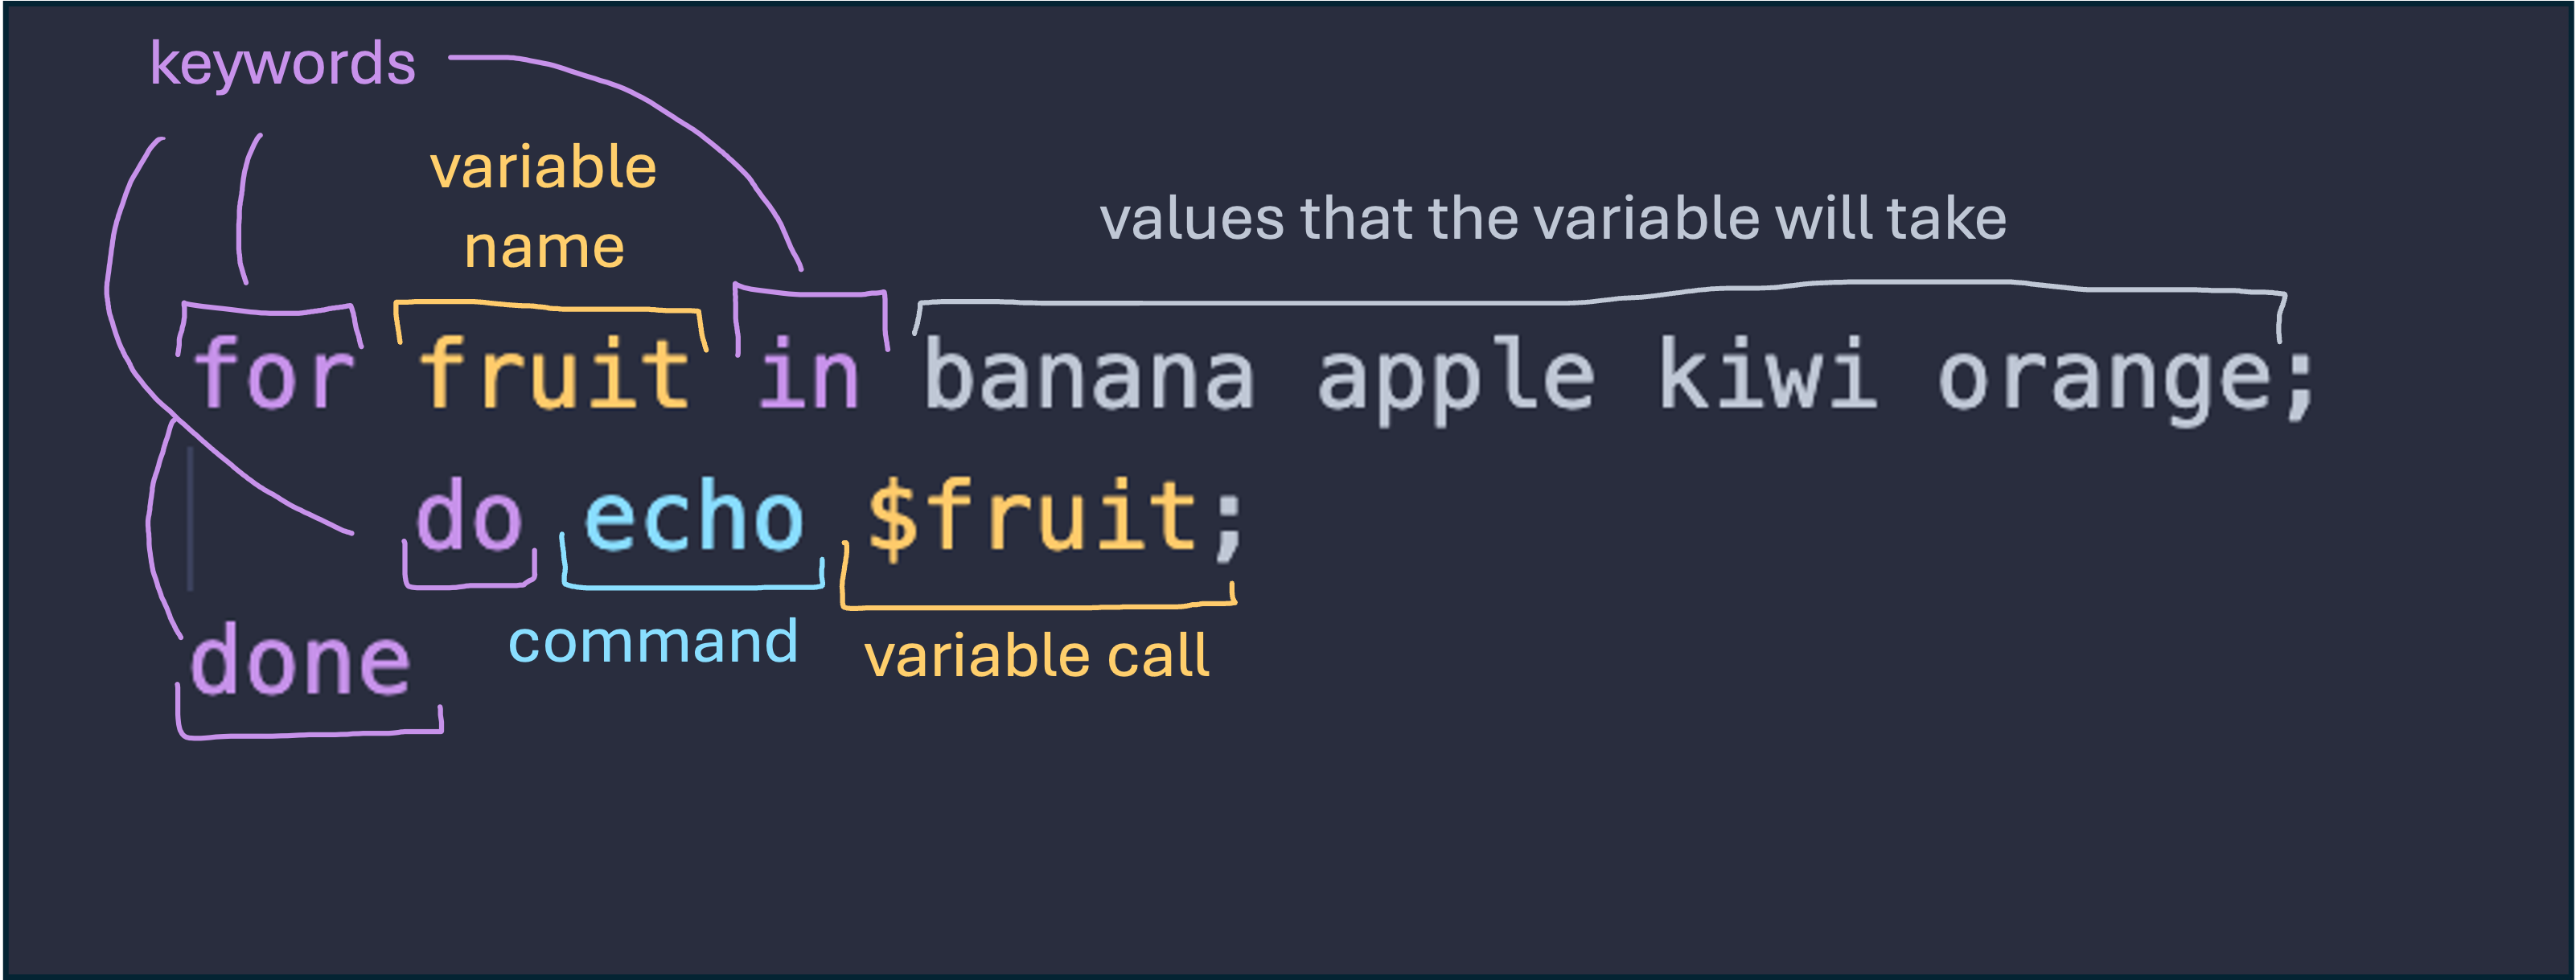 keywords
variable
name
values that the variable will take
for fruit in banana apple kiwi orange;
do echo $fruit;
command
variable call
done